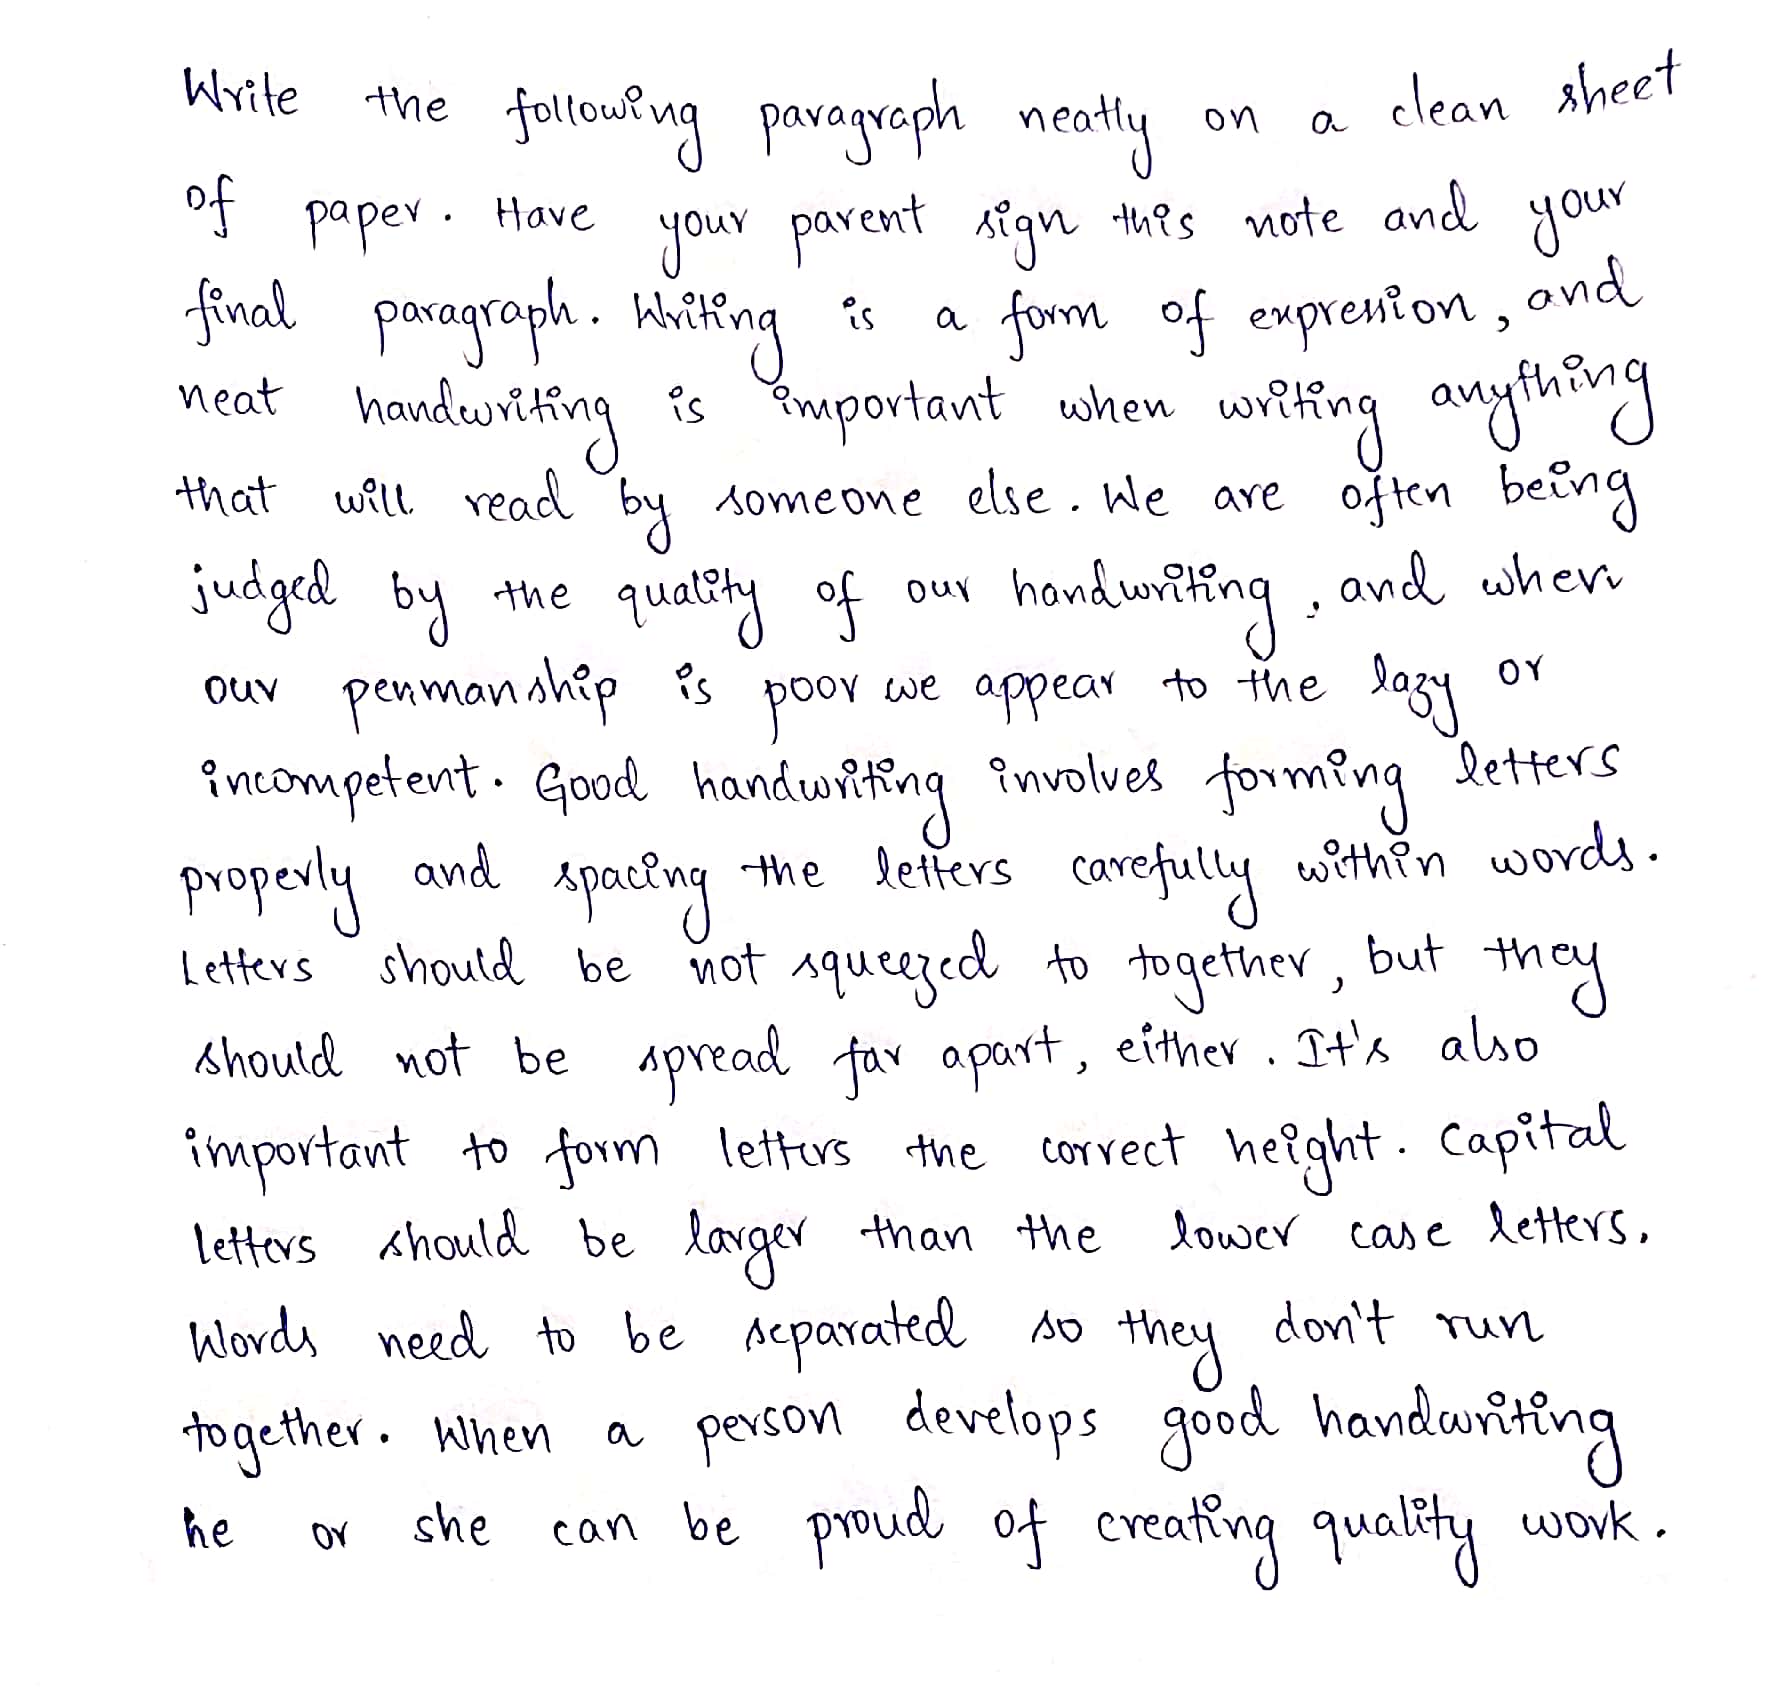 Write the following paragraph neatly on a clean sheet
of paper. Have your parent sign this note and your
final paragraph. Writing is a form of expression, and
neat handwriting is important when writing anything
that will read by someone else. We are often being
judged by the quality of our handwriting, and when
our penmanship is poor we appear to the lazy or
incompetent. Good handwriting involves forming letters
properly and spacing the letters carefully within words.
Letters should be not squeezed to together, but they
should not be spread far apart, either. It's also
important to form letters the correct height. Capital
letters should be larger than the lower case letters.
Words need to be separated so they don't run
together. When a person develops good handwriting
he or she can be proud of creating quality work.